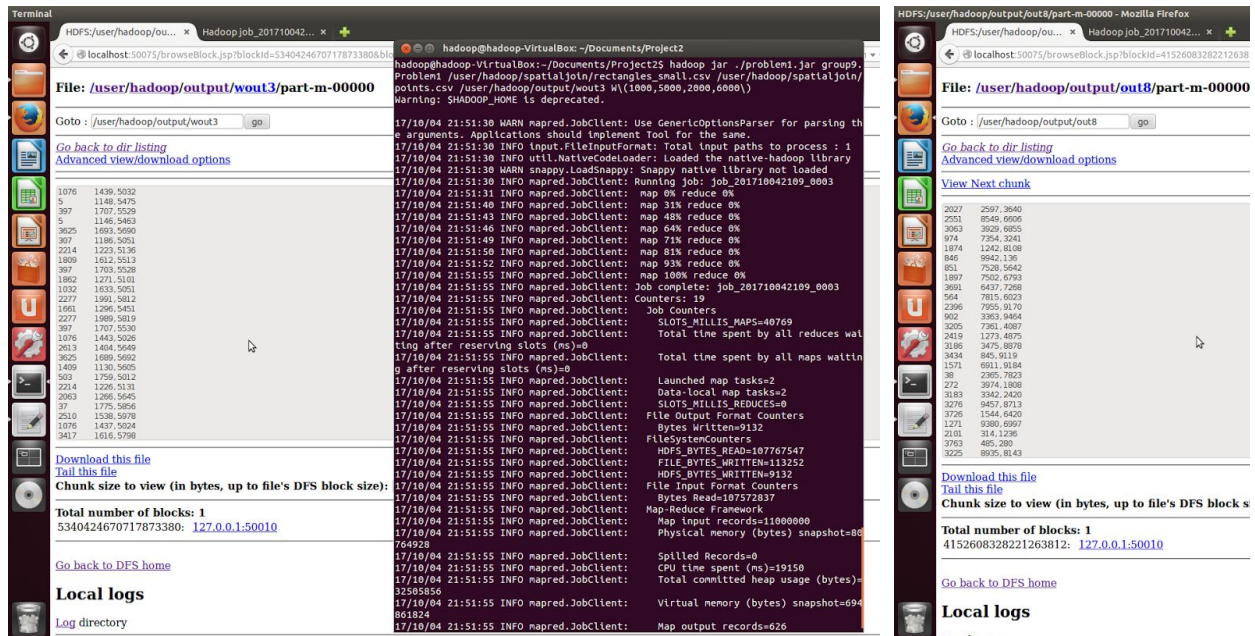 Terminal
HDFS:/user/hadoop/ou... × Hadoop job_201710042... ×
localhost:50075/browseBlock.jsp?blockId=5340424670717873380&blo
File: /user/hadoop/output/wout3/part-m-00000
Goto : /user/hadoop/output/wout3 go
Go back to dir listing
Advanced view/download options
1076 1439,5032
5 1148,5475
397 1707,5529
5 1146,5463
3625 1693,5690
307 1186,5051
2214 1223,5136
1809 1612,5513
397 1703,5528
1862 1271,5101
1032 1633,5051
2277 1991,5812
1661 1296,5451
2277 1989,5819
397 1707,5530
1076 1443,5026
2613 1404,5649
3625 1689,5692
1409 1130,5605
503 1759,5012
2214 1226,5131
2063 1266,5645
37 1775,5856
2510 1538,5978
1076 1437,5024
3417 1616,5798
Download this file
Tail this file
Chunk size to view (in bytes, up to file's DFS block size):
Total number of blocks: 1
5340424670717873380: 127.0.0.1:50010
Go back to DFS home
Local logs
Log directory
hadoop@hadoop-VirtualBox: ~/Documents/Project2
hadoop@hadoop-VirtualBox:~/Documents/Project2$ hadoop jar ./problem1.jar group9.
Problem1 /user/hadoop/spatialjoin/rectangles_small.csv /user/hadoop/spatialjoin/
points.csv /user/hadoop/output/wout3 W\(1000,5000,2000,6000\)
Warning: $HADOOP_HOME is deprecated.
17/10/04 21:51:30 WARN mapred.JobClient: Use GenericOptionsParser for parsing th
e arguments. Applications should implement Tool for the same.
17/10/04 21:51:30 INFO input.FileInputFormat: Total input paths to process : 1
17/10/04 21:51:30 INFO util.NativeCodeLoader: Loaded the native-hadoop library
17/10/04 21:51:30 WARN snappy.LoadSnappy: Snappy native library not loaded
17/10/04 21:51:30 INFO mapred.JobClient: Running job: job_201710042109_0003
17/10/04 21:51:31 INFO mapred.JobClient: map 0% reduce 0%
17/10/04 21:51:40 INFO mapred.JobClient: map 31% reduce 0%
17/10/04 21:51:43 INFO mapred.JobClient: map 48% reduce 0%
17/10/04 21:51:46 INFO mapred.JobClient: map 64% reduce 0%
17/10/04 21:51:49 INFO mapred.JobClient: map 71% reduce 0%
17/10/04 21:51:50 INFO mapred.JobClient: map 81% reduce 0%
17/10/04 21:51:52 INFO mapred.JobClient: map 93% reduce 0%
17/10/04 21:51:55 INFO mapred.JobClient: map 100% reduce 0%
17/10/04 21:51:55 INFO mapred.JobClient: Job complete: job_201710042109_0003
17/10/04 21:51:55 INFO mapred.JobClient: Counters: 19
17/10/04 21:51:55 INFO mapred.JobClient: Job Counters
17/10/04 21:51:55 INFO mapred.JobClient: SLOTS_MILLIS_MAPS=40769
17/10/04 21:51:55 INFO mapred.JobClient: Total time spent by all reduces wai
ting after reserving slots (ms)=0
17/10/04 21:51:55 INFO mapred.JobClient: Total time spent by all maps waitin
g after reserving slots (ms)=0
17/10/04 21:51:55 INFO mapred.JobClient: Launched map tasks=2
17/10/04 21:51:55 INFO mapred.JobClient: Data-local map tasks=2
17/10/04 21:51:55 INFO mapred.JobClient: SLOTS_MILLIS_REDUCES=0
17/10/04 21:51:55 INFO mapred.JobClient: File Output Format Counters
17/10/04 21:51:55 INFO mapred.JobClient: Bytes Written=9132
17/10/04 21:51:55 INFO mapred.JobClient: FileSystemCounters
17/10/04 21:51:55 INFO mapred.JobClient: HDFS_BYTES_READ=107767547
17/10/04 21:51:55 INFO mapred.JobClient: FILE_BYTES_WRITTEN=113252
17/10/04 21:51:55 INFO mapred.JobClient: HDFS_BYTES_WRITTEN=9132
17/10/04 21:51:55 INFO mapred.JobClient: File Input Format Counters
17/10/04 21:51:55 INFO mapred.JobClient: Bytes Read=107572837
17/10/04 21:51:55 INFO mapred.JobClient: Map-Reduce Framework
17/10/04 21:51:55 INFO mapred.JobClient: Map input records=11000000
17/10/04 21:51:55 INFO mapred.JobClient: Physical memory (bytes) snapshot=80
764928
17/10/04 21:51:55 INFO mapred.JobClient: Spilled Records=0
17/10/04 21:51:55 INFO mapred.JobClient: CPU time spent (ms)=19150
17/10/04 21:51:55 INFO mapred.JobClient: Total committed heap usage (bytes)=
32505856
17/10/04 21:51:55 INFO mapred.JobClient: Virtual memory (bytes) snapshot=694
861824
17/10/04 21:51:55 INFO mapred.JobClient: Map output records=626
HDFS:/user/hadoop/output/out8/part-m-00000 - Mozilla Firefox
HDFS:/user/hadoop/ou... × Hadoop job_201710042... ×
localhost:50075/browseBlock.jsp?blockId=41526083282212638
File: /user/hadoop/output/out8/part-m-00000
Goto : /user/hadoop/output/out8 go
Go back to dir listing
Advanced view/download options
View Next chunk
2027 2597,3640
2551 8549,6606
3063 3929,6855
974 7354,3241
1874 1242,8108
846 9942,136
851 7528,5642
1897 7502,6793
3691 6437,7268
564 7815,6023
2396 7955,9170
902 3363,9464
3205 7361,4087
2419 1273,4875
3186 3475,8878
3434 845,9119
1571 6911,9184
38 2365,7823
272 3974,1808
3183 3342,2420
3276 9457,8713
3726 1544,6420
1271 9380,6997
2101 314,1236
3763 485,280
3225 8935,8143
Download this file
Tail this file
Chunk size to view (in bytes, up to file's DFS block s
Total number of blocks: 1
4152608328221263812: 127.0.0.1:50010
Go back to DFS home
Local logs